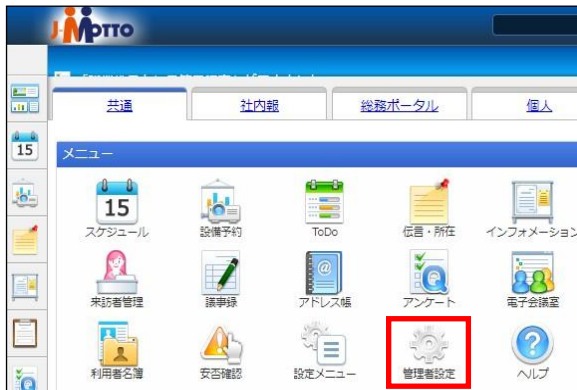 J-MOTTO
共通 社内報 総務ポータル 個人
15
メニュー
15
スケジュール 設備予約 ToDo 伝言・所在 インフォメーション
来訪者管理 議事録 アドレス帳 アンケート 電子会議室
利用者名簿 安否確認 設定メニュー 管理者設定 ヘルプ